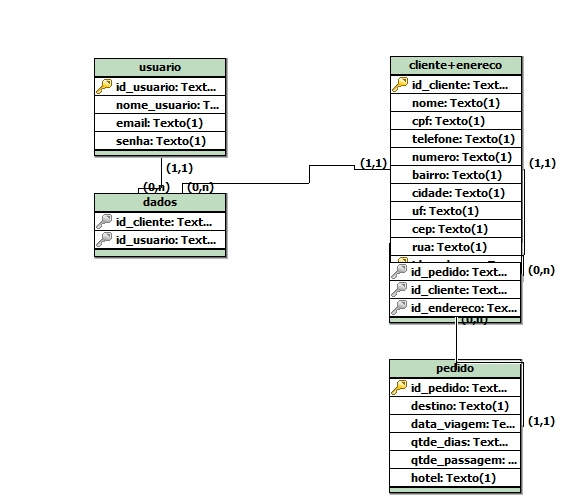 usuario
id_usuario: Text...
nome_usuario: T...
email: Texto(1)
senha: Texto(1)
(1,1)
(0,n)
(0,n)
dados
id_cliente: Text...
id_usuario: Text...
cliente+enereco
id_cliente: Text...
nome: Texto(1)
cpf: Texto(1)
telefone: Texto(1)
numero: Texto(1)
bairro: Texto(1)
cidade: Texto(1)
uf: Texto(1)
cep: Texto(1)
rua: Texto(1)
(1,1)
(1,1)
id_pedido: Text...
id_cliente: Text...
id_endereco: Tex...
(0,n)
(0,n)
pedido
id_pedido: Text...
destino: Texto(1)
data_viagem: Te...
qtde_dias: Text...
qtde_passagem: ...
hotel: Texto(1)
(1,1)